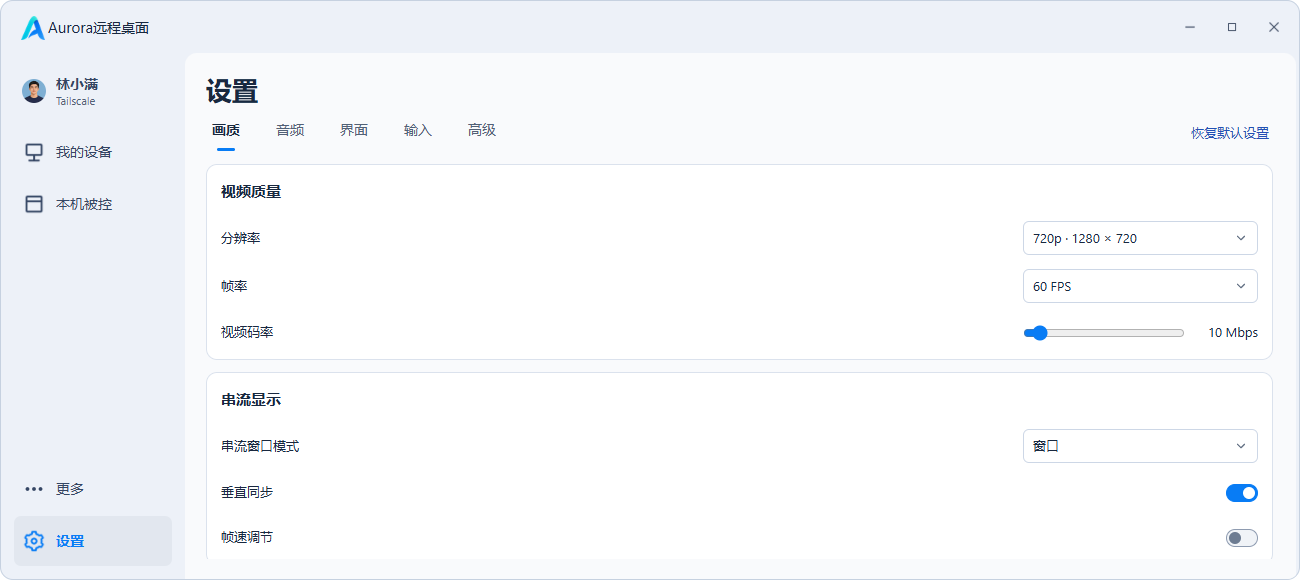 Aurora远程桌面
林小满
Tailscale
我的设备
本机被控
更多
设置
设置
画质 音频 界面 输入 高级
恢复默认设置
视频质量
分辨率 720p · 1280 × 720
帧率 60 FPS
视频码率 10 Mbps
串流显示
串流窗口模式 窗口
垂直同步
帧速调节